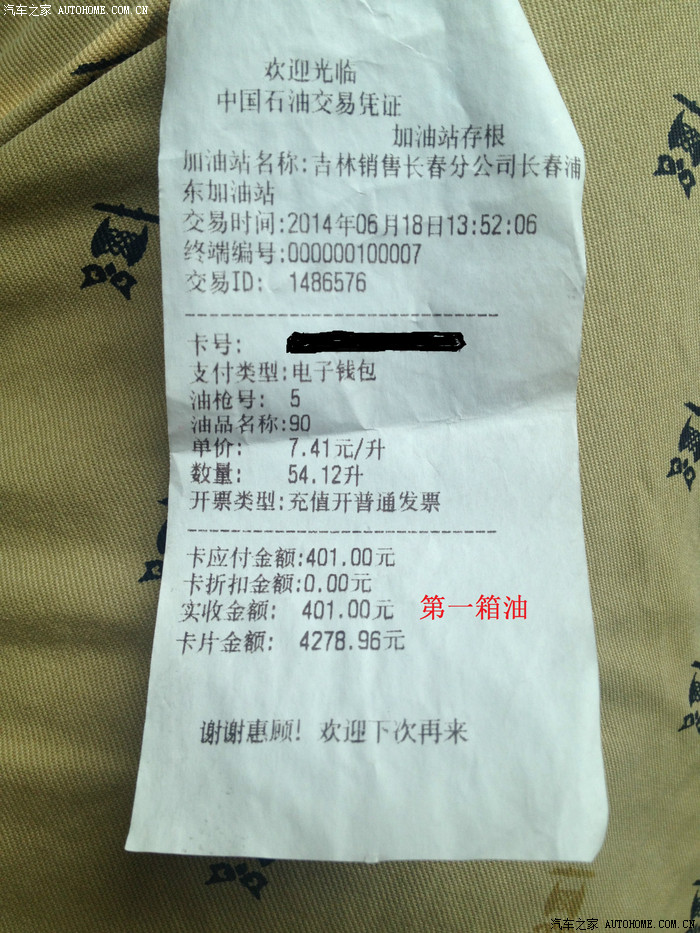 汽车之家 AUTOHOME.COM.CN
欢迎光临
中国石油交易凭证
加油站存根
加油站名称:吉林销售长春分公司长春浦
东加油站
交易时间:2014年06月18日13:52:06
终端编号:000000100007
交易ID: 1486576
卡号:
支付类型:电子钱包
油枪号: 5
油品名称:90
单价: 7.41元/升
数量: 54.12升
开票类型:充值开普通发票
卡应付金额:401.00元
卡折扣金额:0.00元
实收金额: 401.00元 第一箱油
卡片金额: 4278.96元
谢谢惠顾! 欢迎下次再来
汽车之家 AUTOHOME.COM.CN